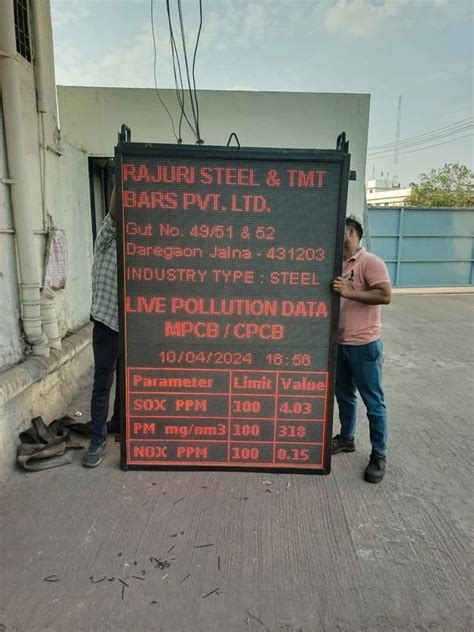 RAJURI STEEL & TMT
BARS PVT. LTD.
Gut No. 49/51 & 52
Daregaon Jalna - 431203
INDUSTRY TYPE : STEEL
LIVE POLLUTION DATA
MPCB / CPCB
10/04/2024 16:56
Parameter Limit Value
SOX PPM 100 4.03
PM mg/nm3 100 318
NOX PPM 100 0.15